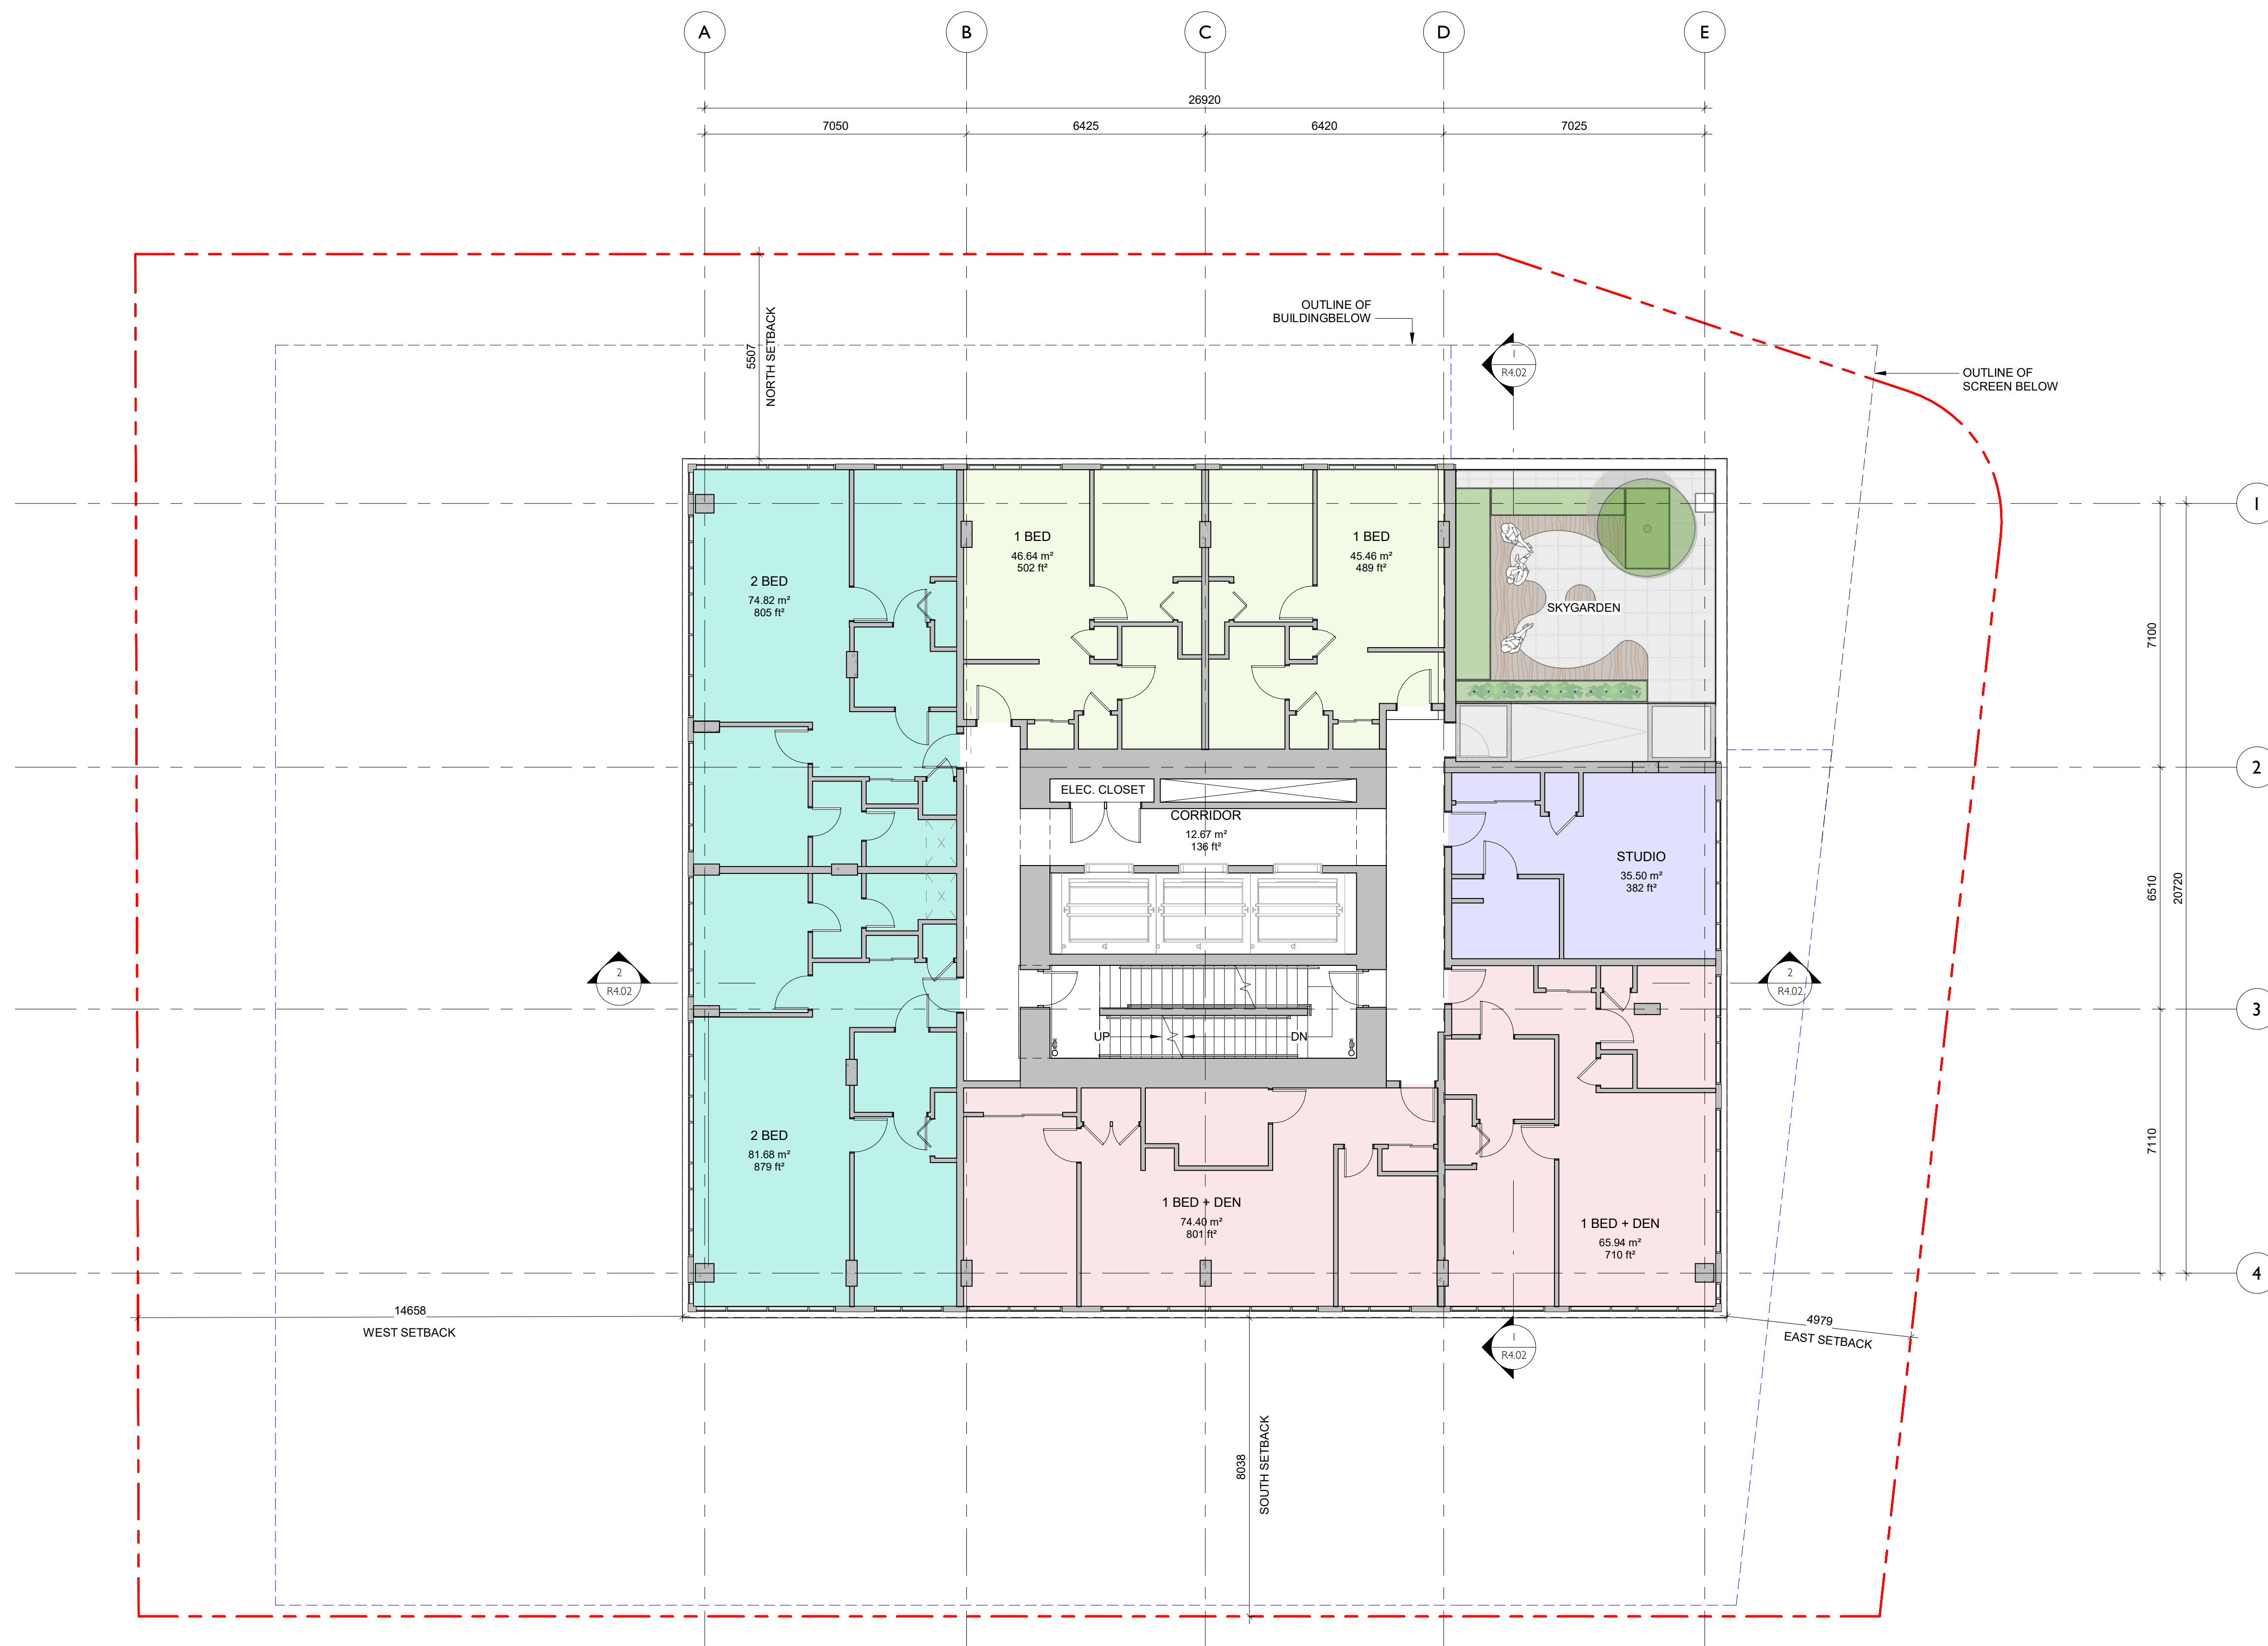 A
B
C
D
E
26920
7050
6425
6420
7025
5507
NORTH SETBACK
OUTLINE OF
BUILDINGBELOW
R4.02
OUTLINE OF
SCREEN BELOW
1
2 BED
74.82 m²
805 ft²
1 BED
46.64 m²
502 ft²
1 BED
45.46 m²
489 ft²
SKYGARDEN
7100
2
ELEC. CLOSET
CORRIDOR
12.67 m²
136 ft²
STUDIO
35.50 m²
382 ft²
6510
20720
2
R4.02
2
R4.02
3
UP
DN
2 BED
81.68 m²
879 ft²
1 BED + DEN
74.40 m²
801 ft²
1 BED + DEN
65.94 m²
710 ft²
7110
4
14658
WEST SETBACK
4979
EAST SETBACK
R4.02
8038
SOUTH SETBACK